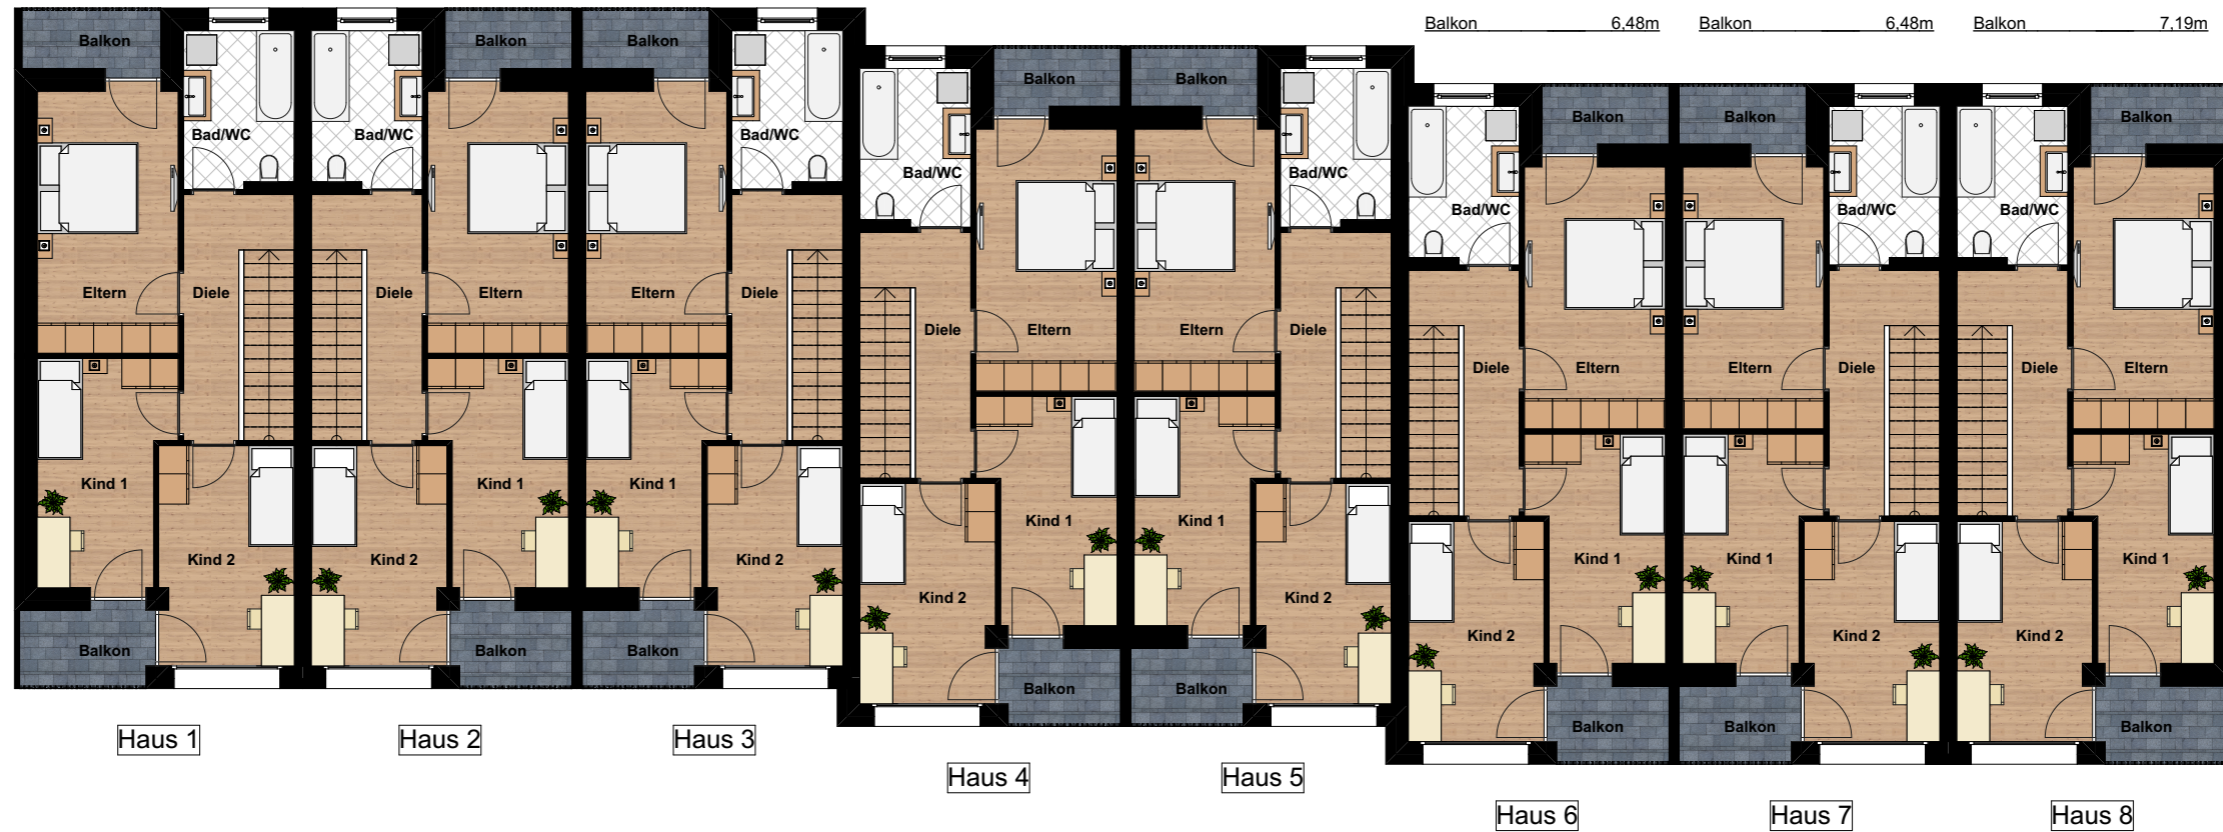 Balkon 6,48m Balkon 6,48m Balkon 7,19m
Balkon Balkon Balkon
Balkon Balkon
Balkon Balkon Balkon
Bad/WC Bad/WC Bad/WC
Bad/WC Bad/WC
Bad/WC Bad/WC Bad/WC
Eltern Diele Diele Eltern Eltern Diele
Diele Eltern Eltern Diele
Diele Eltern Eltern Diele Diele Eltern
Kind 1 Kind 1 Kind 1
Kind 1 Kind 1
Kind 2 Kind 2 Kind 2
Kind 1 Kind 1 Kind 1
Kind 2 Kind 2
Kind 2 Kind 2 Kind 2
Balkon Balkon Balkon
Balkon Balkon
Balkon Balkon Balkon
Haus 1 Haus 2 Haus 3
Haus 4 Haus 5
Haus 6 Haus 7 Haus 8